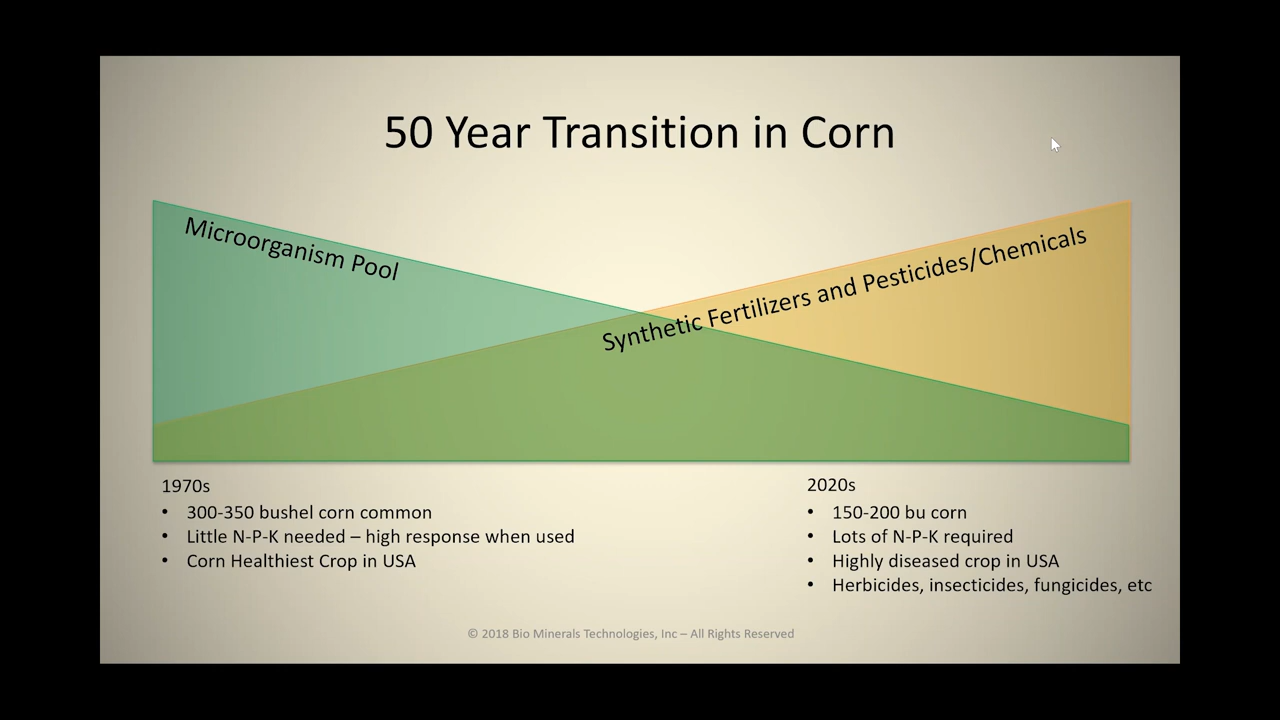 50 Year Transition in Corn
Microorganism Pool
Synthetic Fertilizers and Pesticides/Chemicals
1970s
• 300-350 bushel corn common
• Little N-P-K needed – high response when used
• Corn Healthiest Crop in USA
2020s
• 150-200 bu corn
• Lots of N-P-K required
• Highly diseased crop in USA
• Herbicides, insecticides, fungicides, etc
© 2018 Bio Minerals Technologies, Inc – All Rights Reserved